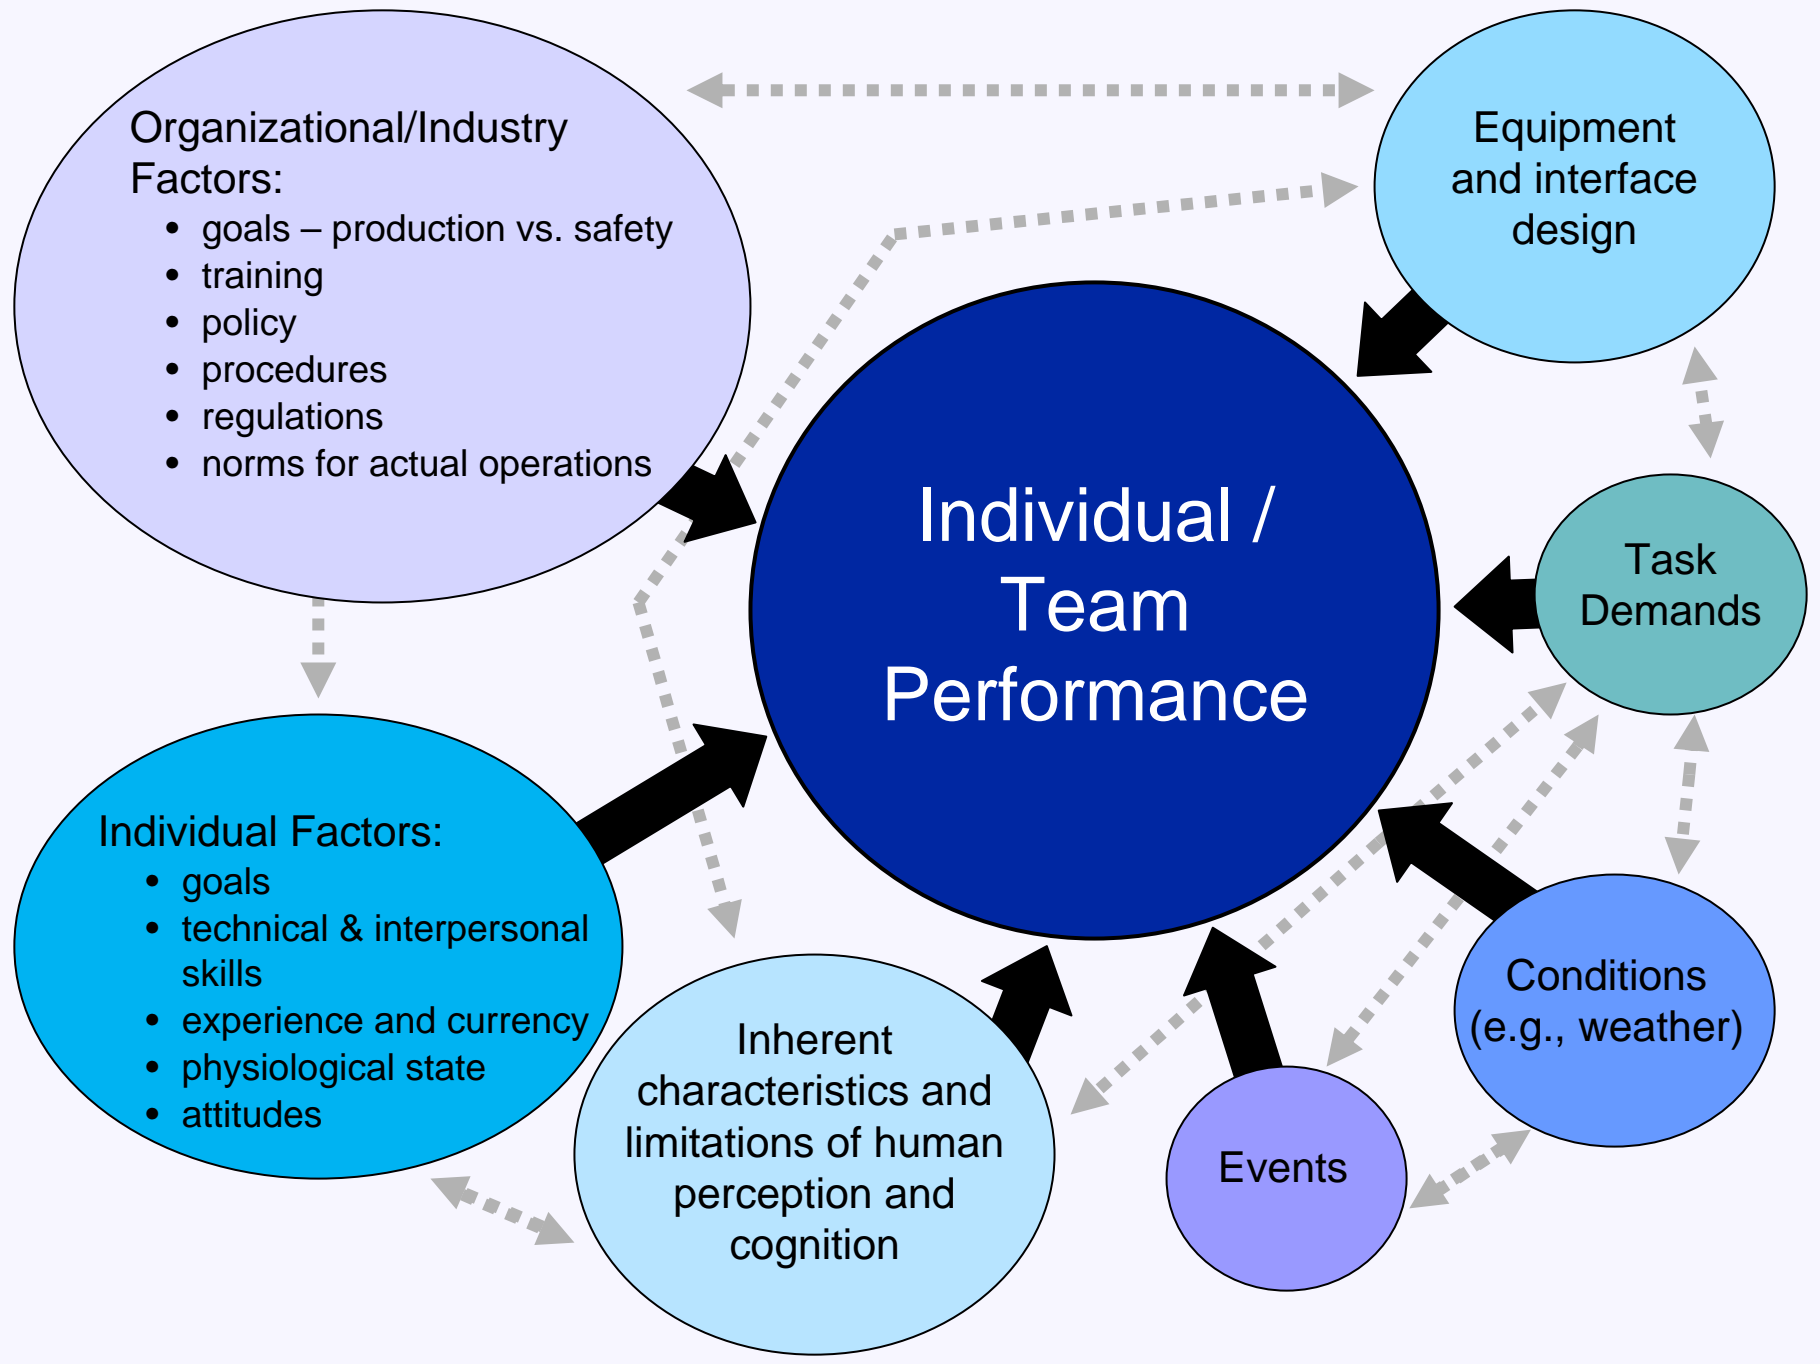 Organizational/Industry
Factors:
• goals – production vs. safety
• training
• policy
• procedures
• regulations
• norms for actual operations
Equipment
and interface
design
Individual /
Team
Performance
Task
Demands
Individual Factors:
• goals
• technical & interpersonal
skills
• experience and currency
• physiological state
• attitudes
Inherent
characteristics and
limitations of human
perception and
cognition
Events
Conditions
(e.g., weather)